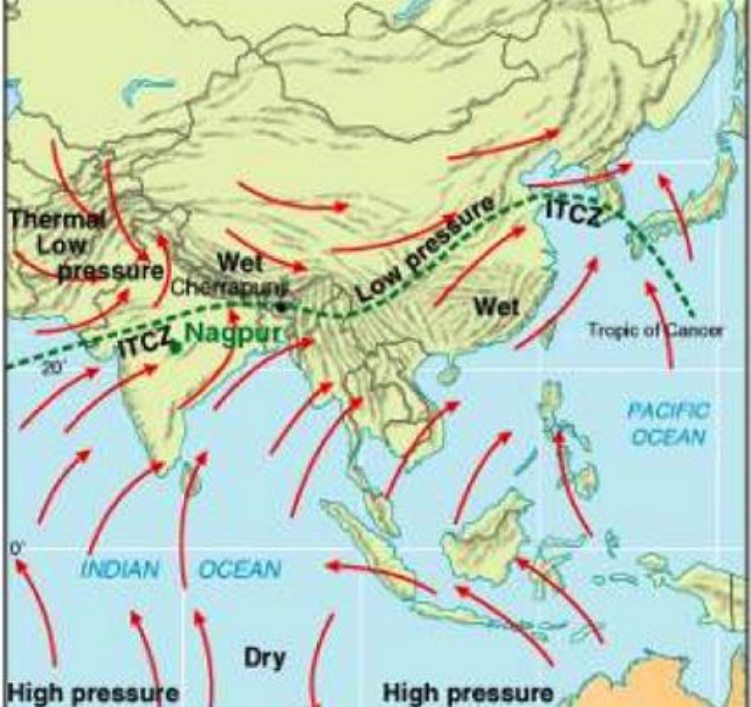 Thermal
Low
pressure
Wet
Cherrapunji
Low pressure
ITCZ
Wet
ITCZ
Nagpur
Tropic of Cancer
20°
PACIFIC
OCEAN
0°
INDIAN OCEAN
Dry
High pressure
High pressure